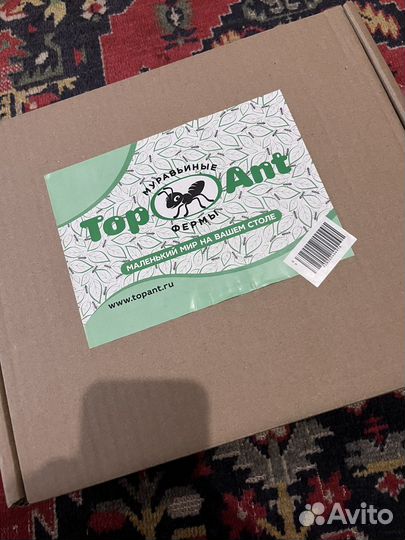 МУРАВЬИНЫЕ
Top Ant
ФЕРМЫ
МАЛЕНЬКИЙ МИР НА ВАШЕМ СТОЛЕ
www.topant.ru
Avito